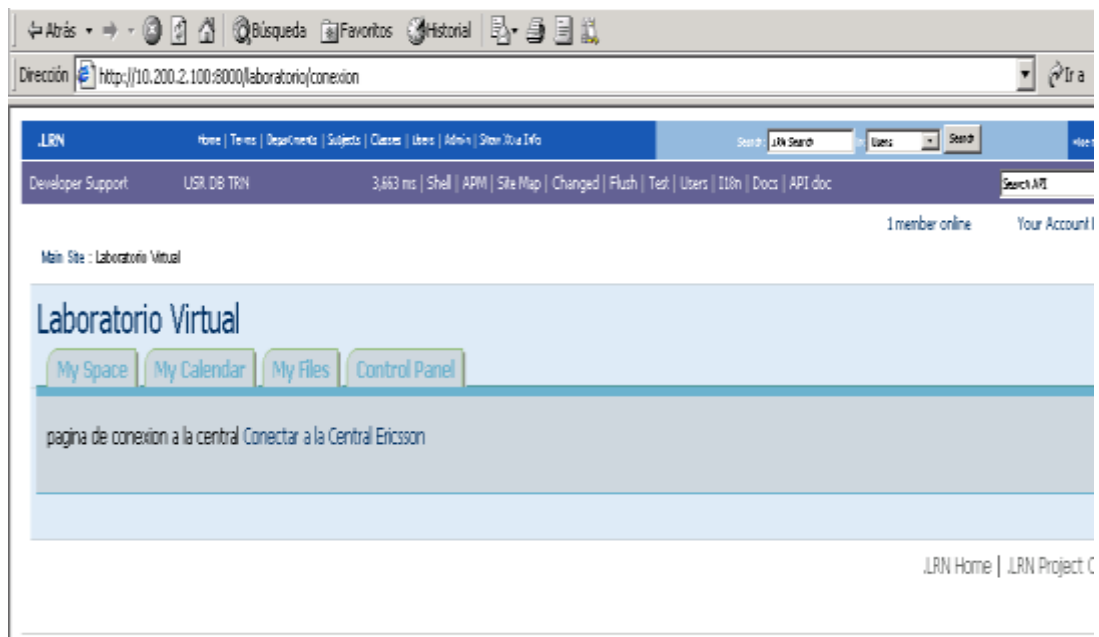 Atrás Búsqueda Favoritos Historial
Dirección http://10.200.2.100:8000/laboratorio/conexion Ir a
.LRN Home | Terms | Departments | Subjects | Classes | Users | Admin | Show Your Info Search: .LRN Search in: Users Search
Developer Support USR DB TRN 3,663 ms | Shell | APM | Site Map | Changed | Flush | Test | Users | I18n | Docs | API doc Search API
1 member online Your Account
Main Site : Laboratorio Virtual
Laboratorio Virtual
My Space My Calendar My Files Control Panel
pagina de conexion a la central Conectar a la Central Ericsson
.LRN Home | .LRN Project